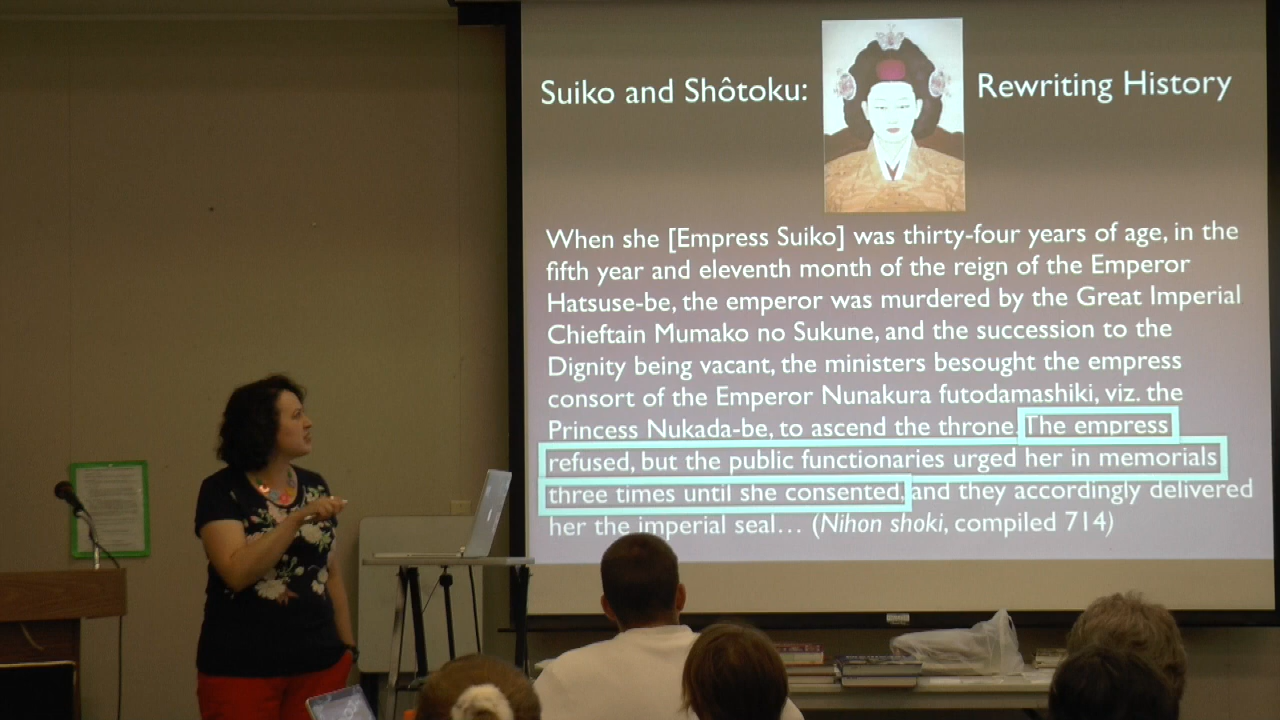 Suiko and Shôtoku: Rewriting History
When she [Empress Suiko] was thirty-four years of age, in the
fifth year and eleventh month of the reign of the Emperor
Hatsuse-be, the emperor was murdered by the Great Imperial
Chieftain Mumako no Sukune, and the succession to the
Dignity being vacant, the ministers besought the empress
consort of the Emperor Nunakura futodamashiki, viz. the
Princess Nukada-be, to ascend the throne. The empress
refused, but the public functionaries urged her in memorials
three times until she consented, and they accordingly delivered
her the imperial seal… (Nihon shoki, compiled 714)